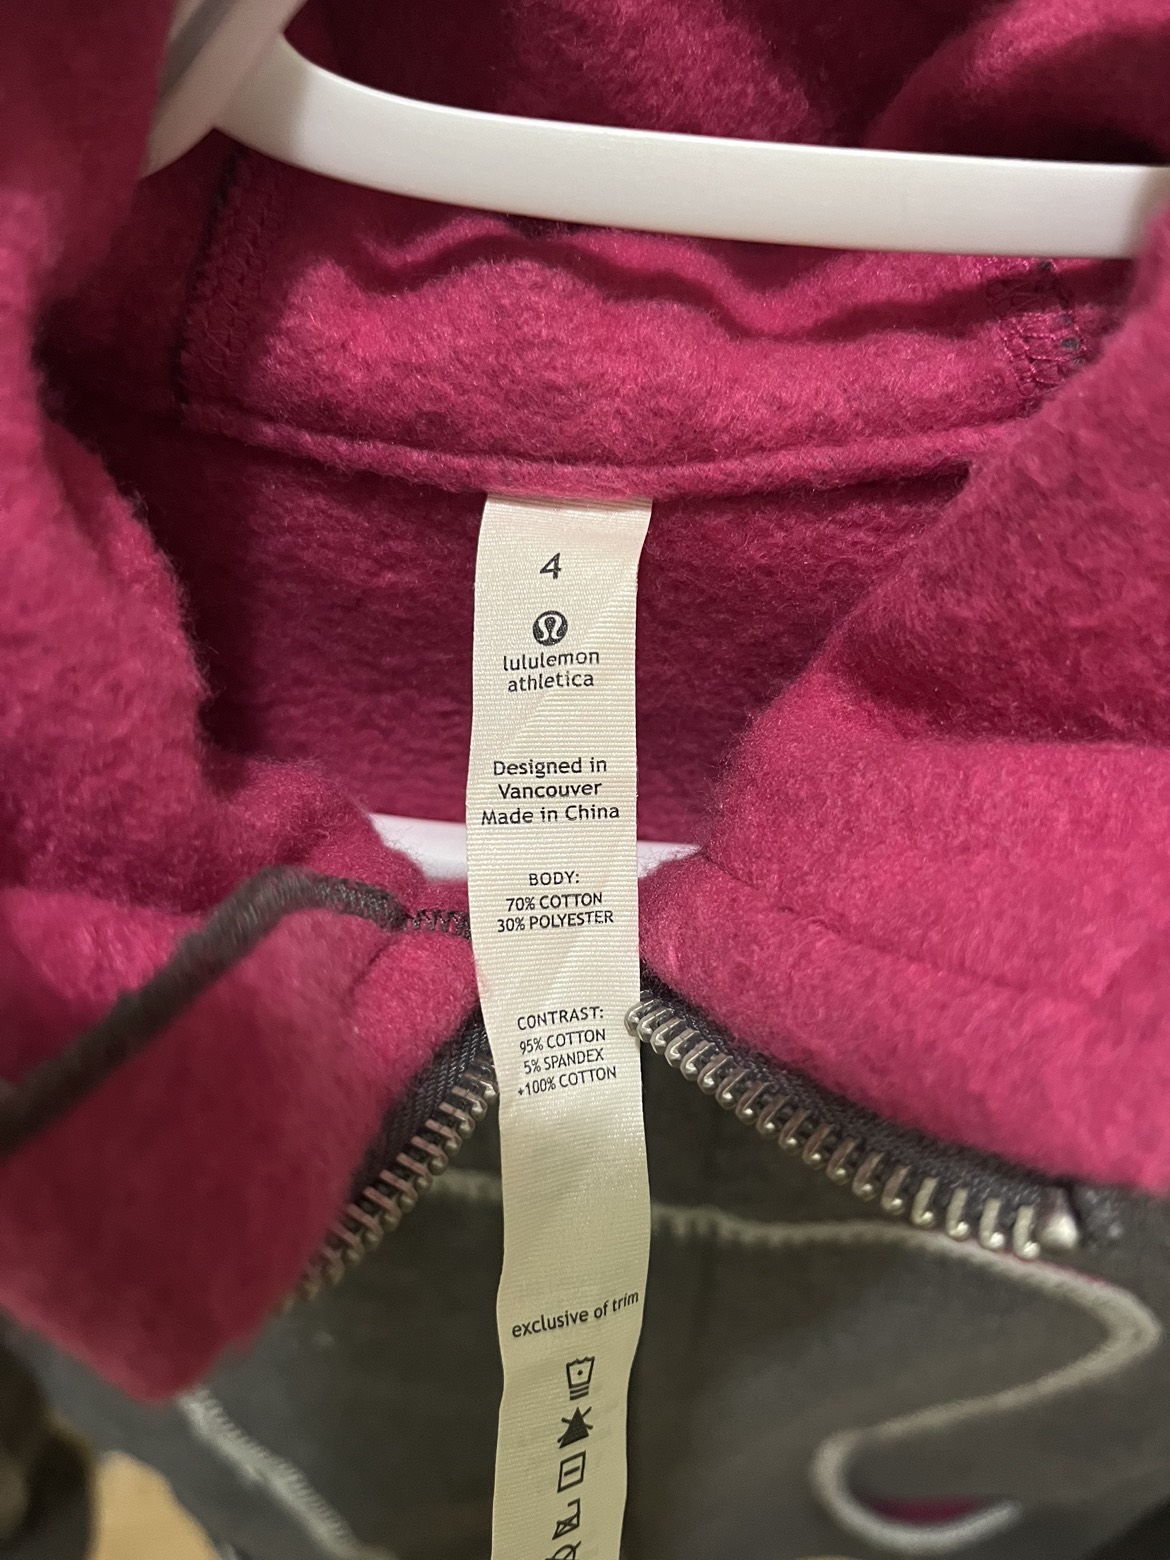 4
lululemon
athletica
Designed in
Vancouver
Made in China
BODY:
70% COTTON
30% POLYESTER
CONTRAST:
95% COTTON
5% SPANDEX
+100% COTTON
exclusive of trim